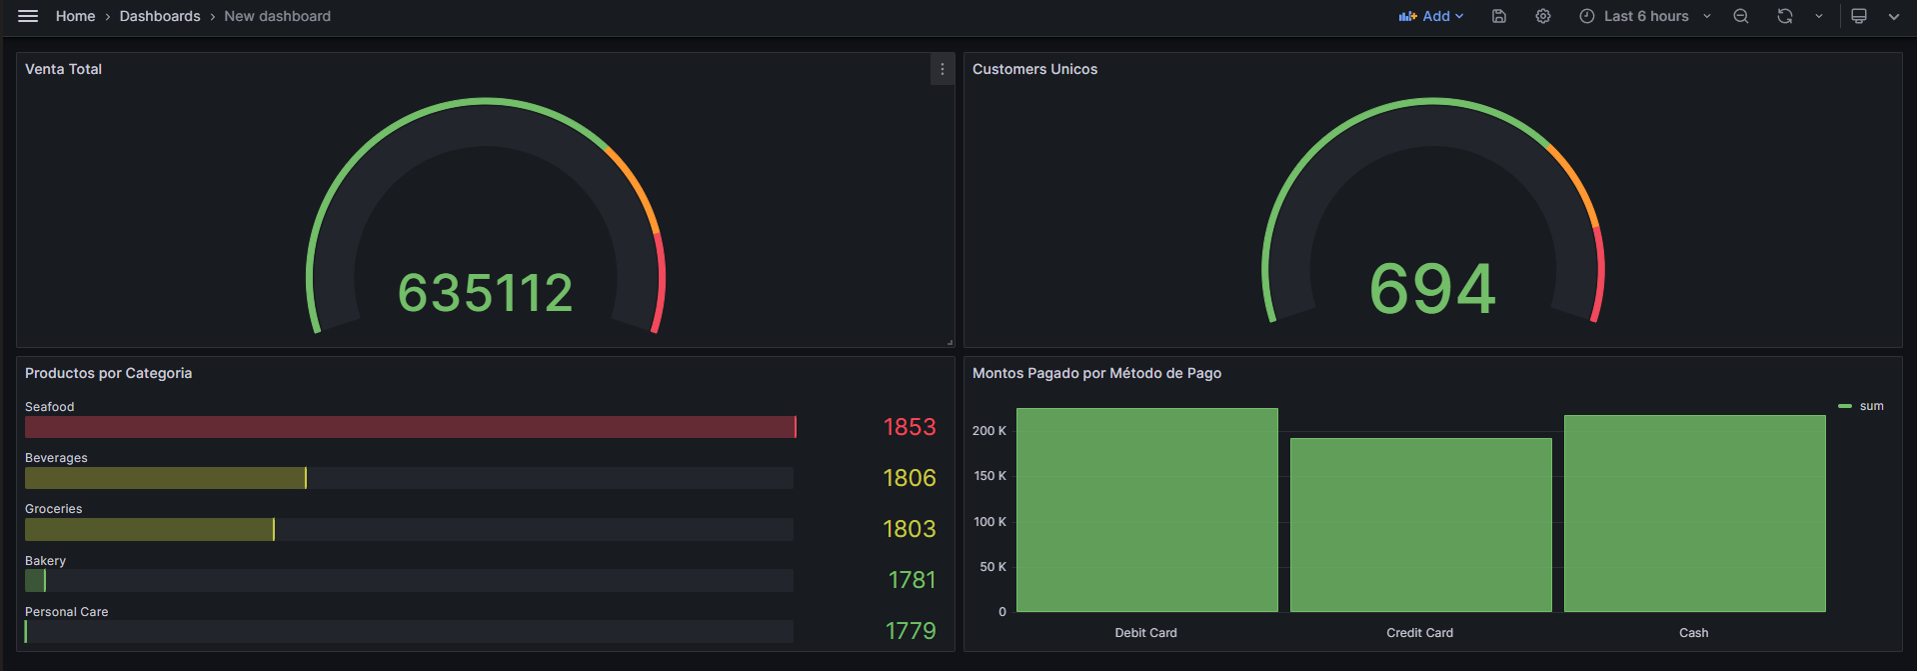 Home › Dashboards › New dashboard
Add
Last 6 hours
Venta Total
635112
Customers Unicos
694
Productos por Categoria
Seafood
1853
Beverages
1806
Groceries
1803
Bakery
1781
Personal Care
1779
Montos Pagado por Método de Pago
sum
200 K
150 K
100 K
50 K
0
Debit Card
Credit Card
Cash